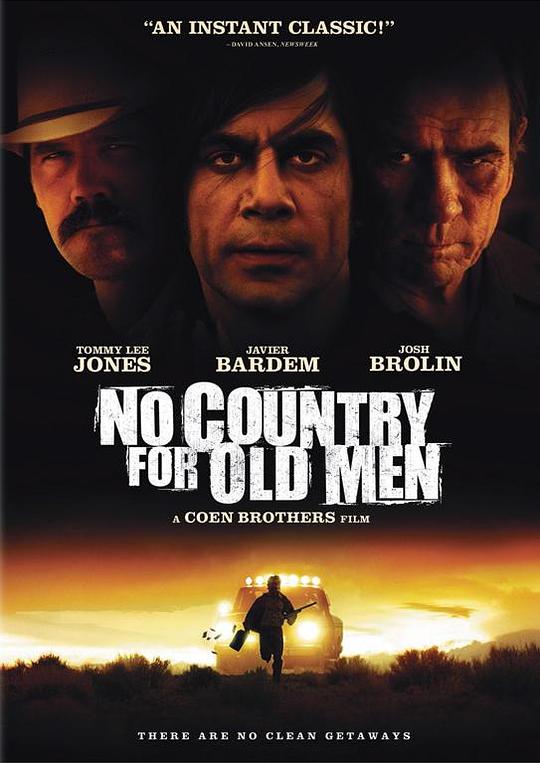 “AN INSTANT CLASSIC!”
– DAVID ANSEN, NEWSWEEK
TOMMY LEE
JONES
JAVIER
BARDEM
JOSH
BROLIN
NO COUNTRY
FOR OLD MEN
A COEN BROTHERS FILM
THERE ARE NO CLEAN GETAWAYS